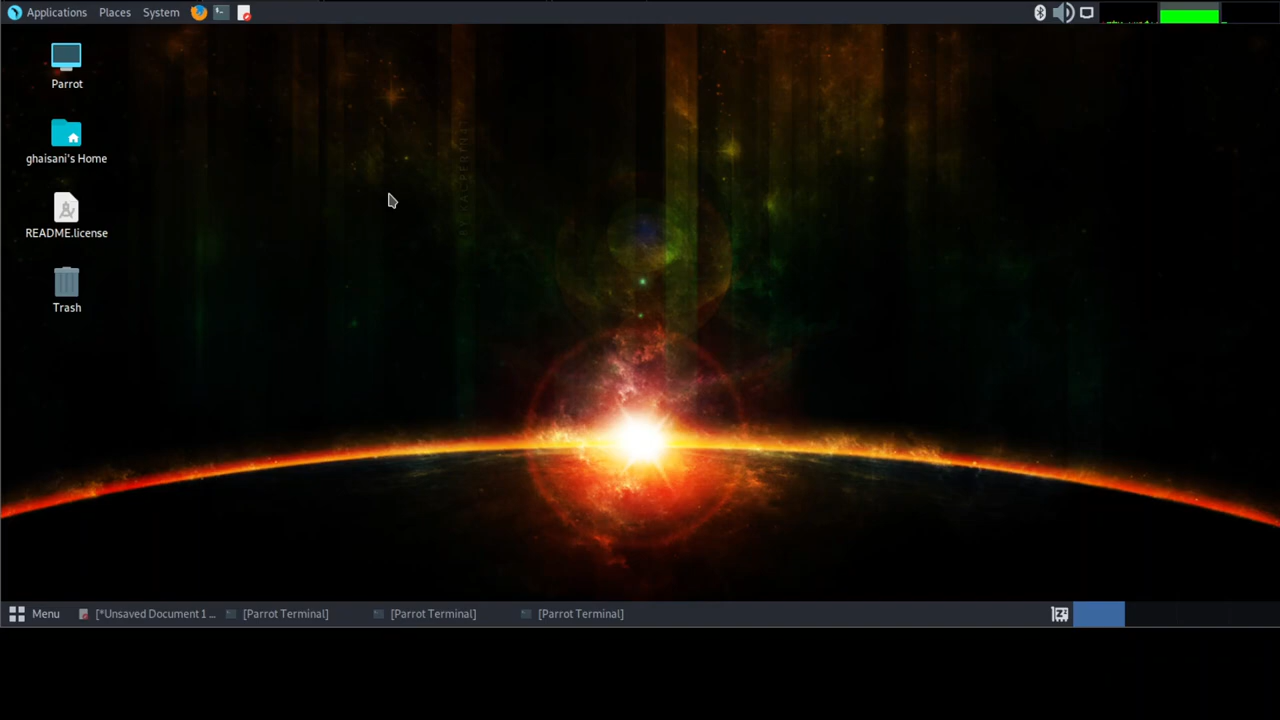 Applications Places System
Parrot
ghaisani's Home
README.license
Trash
Menu [*Unsaved Document 1 ... [Parrot Terminal] [Parrot Terminal] [Parrot Terminal]